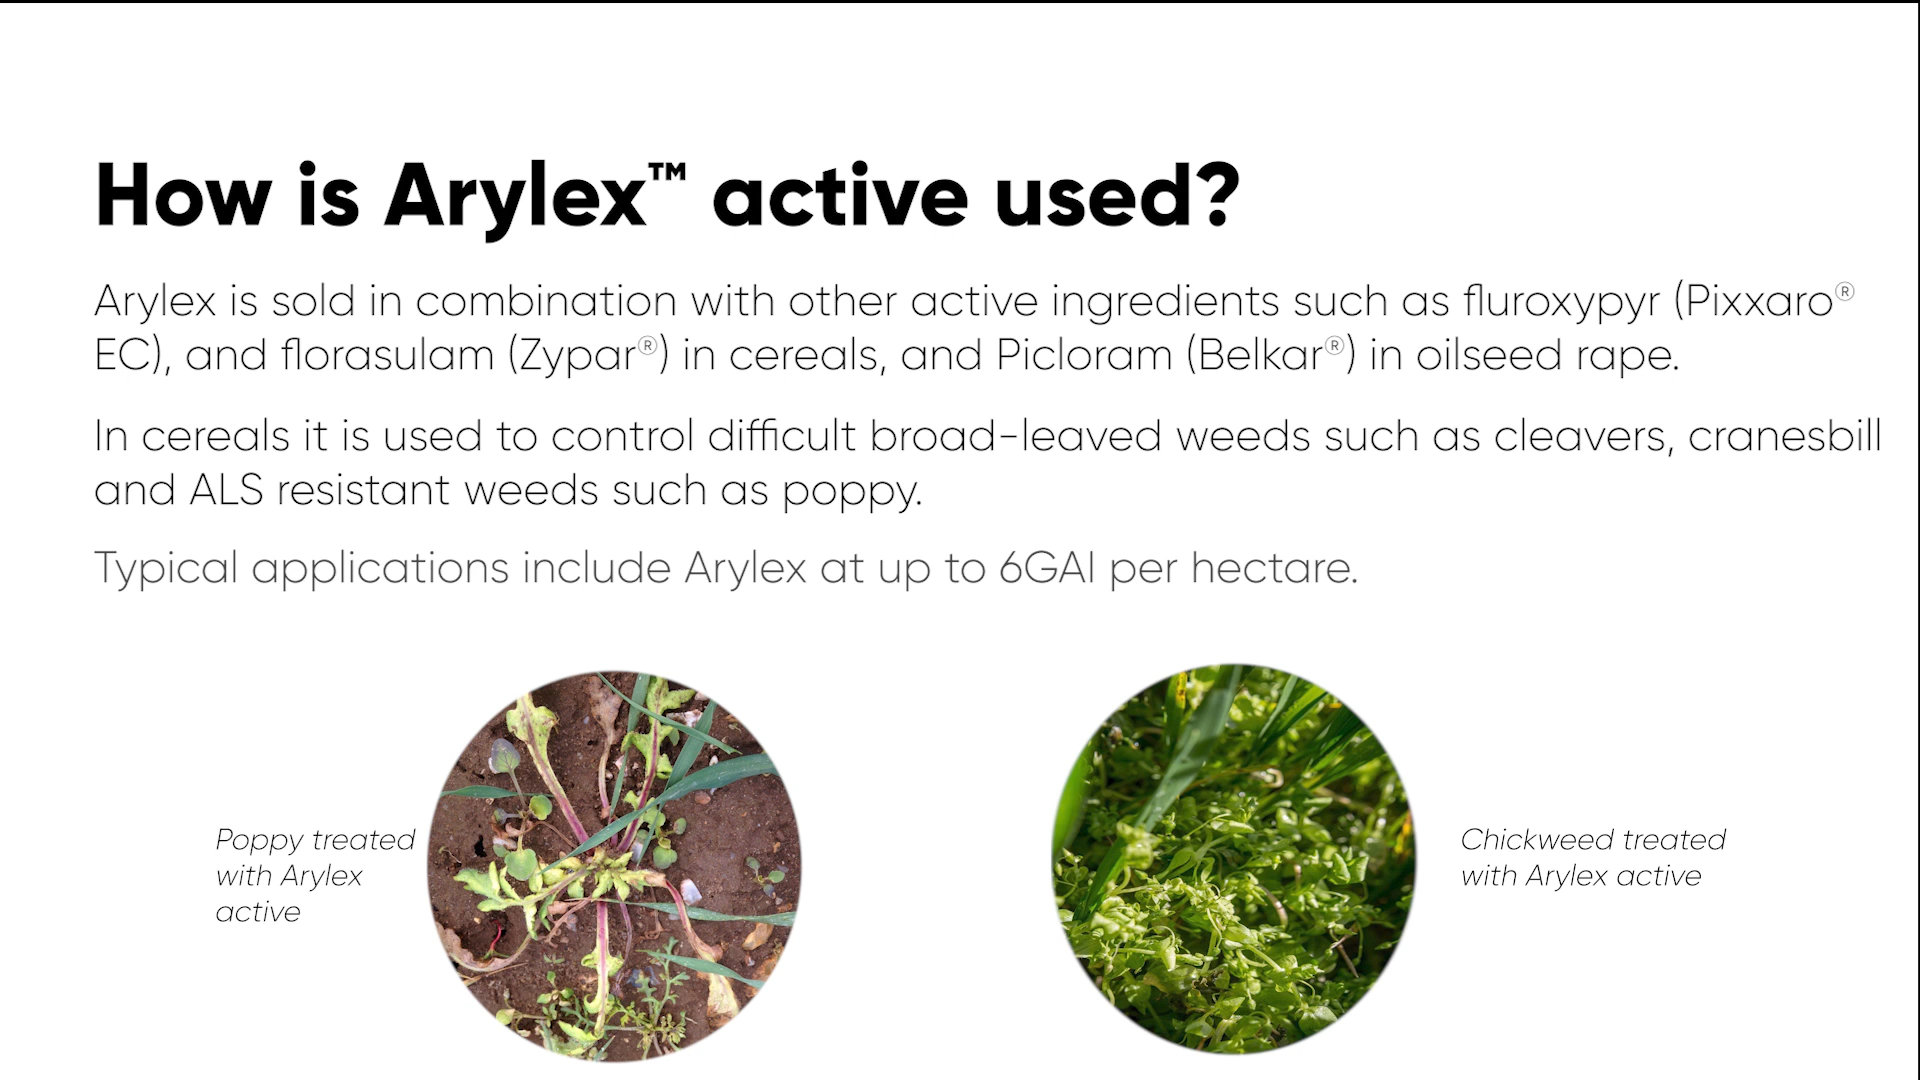 How is Arylex™ active used?
Arylex is sold in combination with other active ingredients such as fluroxypyr (Pixxaro®
EC), and florasulam (Zypar®) in cereals, and Picloram (Belkar®) in oilseed rape.
In cereals it is used to control difficult broad-leaved weeds such as cleavers, cranesbill
and ALS resistant weeds such as poppy.
Typical applications include Arylex at up to 6GAI per hectare.
Poppy treated
with Arylex
active
Chickweed treated
with Arylex active